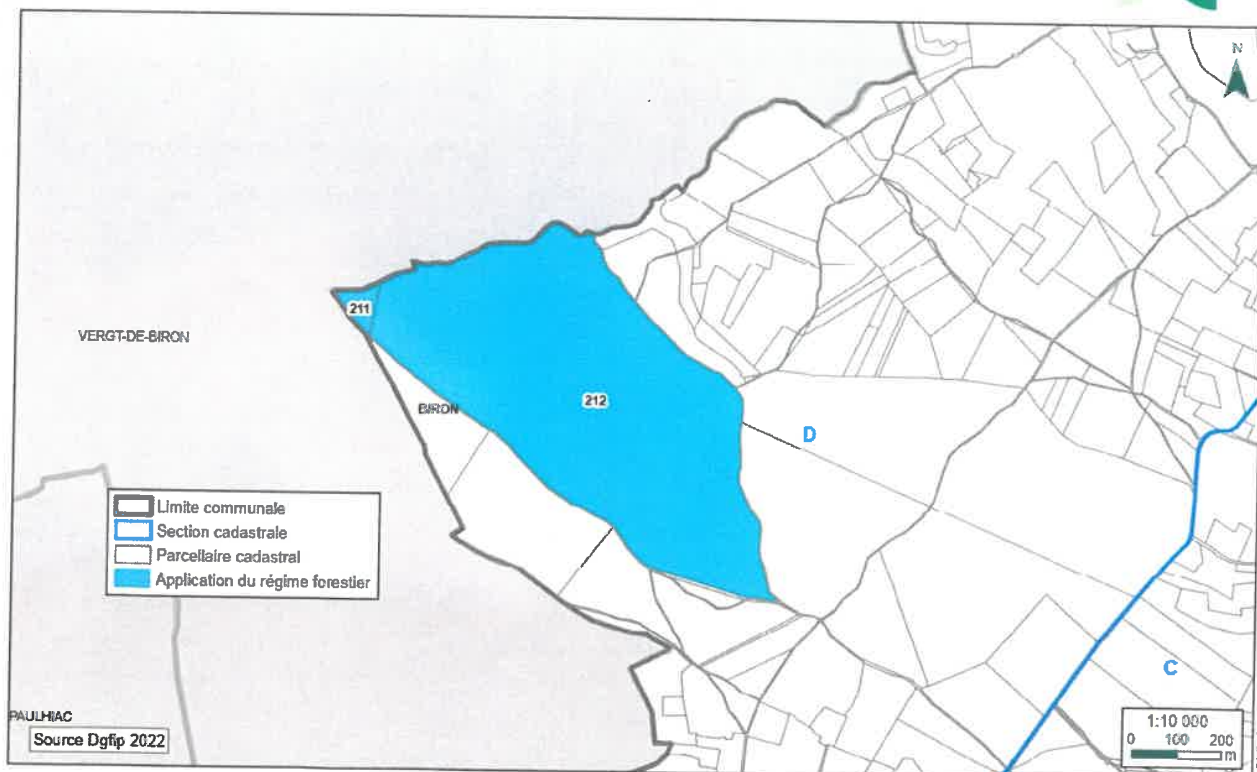 N
211
VERGT-DE-BIRON
BIRON
212
D
Limite communale
Section cadastrale
Parcellaire cadastral
Application du régime forestier
C
PAULHIAC
Source Dgfip 2022
1:10 000
0 100 200
m